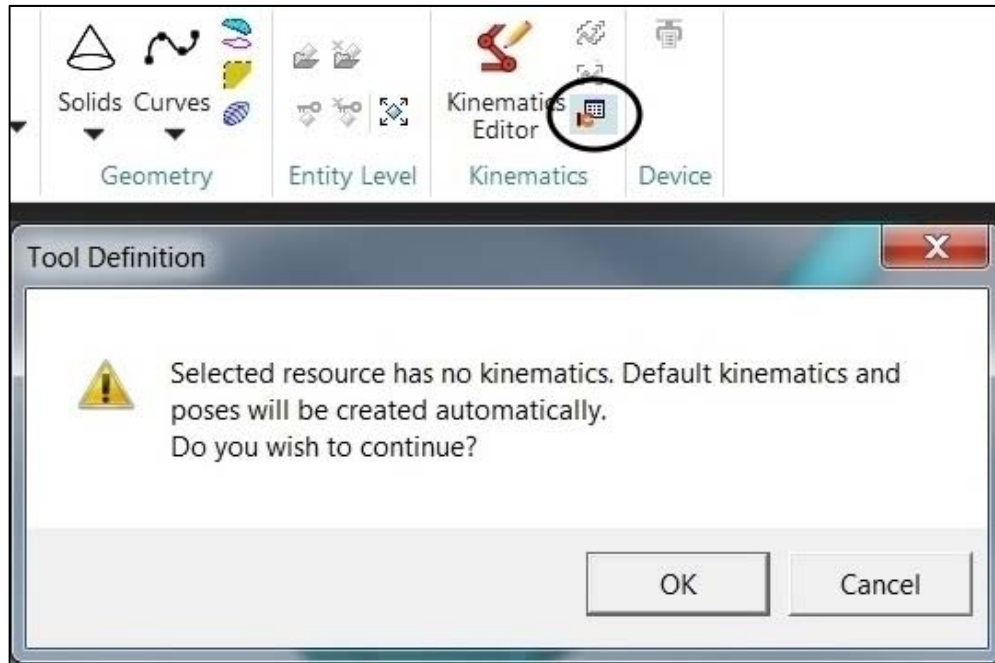 Solids Curves
Kinematics
Editor
Geometry
Entity Level
Kinematics
Device
Tool Definition
Selected resource has no kinematics. Default kinematics and
poses will be created automatically.
Do you wish to continue?
OK
Cancel